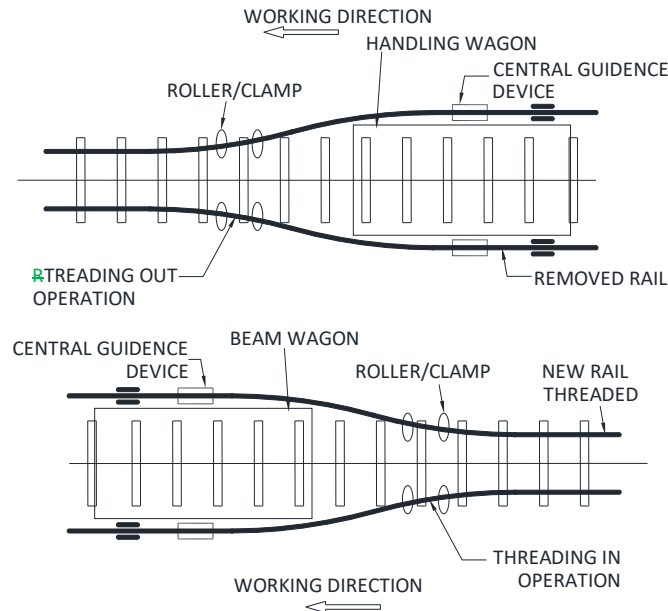 WORKING DIRECTION
HANDLING WAGON
CENTRAL GUIDENCE
DEVICE
ROLLER/CLAMP
RTREADING OUT
OPERATION
REMOVED RAIL
BEAM WAGON
CENTRAL GUIDENCE
DEVICE
ROLLER/CLAMP
NEW RAIL
THREADED
THREADING IN
OPERATION
WORKING DIRECTION